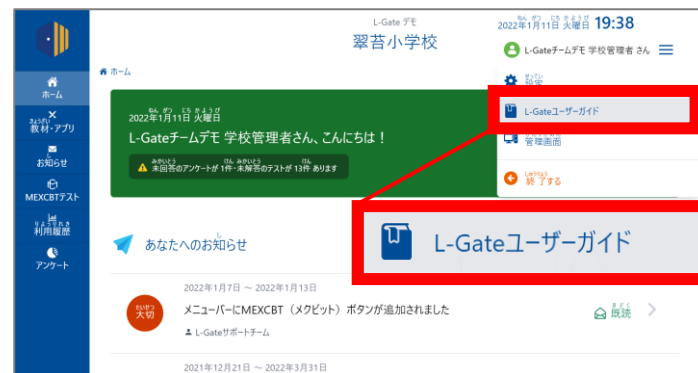 L-Gate デモ
翠苔小学校
2022年1月11日 火曜日 19:38
L-Gateチームデモ 学校管理者 さん
ホーム
設定
L-Gateユーザーガイド
管理画面
終了する
ホーム
教材・アプリ
お知らせ
MEXCBTテスト
利用履歴
アンケート
2022年1月11日 火曜日
L-Gateチームデモ 学校管理者さん、こんにちは！
未回答のアンケートが 1件・未解答のテストが 13件 あります
L-Gateユーザーガイド
あなたへのお知らせ
2022年1月7日 ～ 2022年1月13日
大切
メニューバーにMEXCBT（メクビット）ボタンが追加されました
既読
L-Gateサポートチーム
2021年12月21日 ～ 2022年3月31日